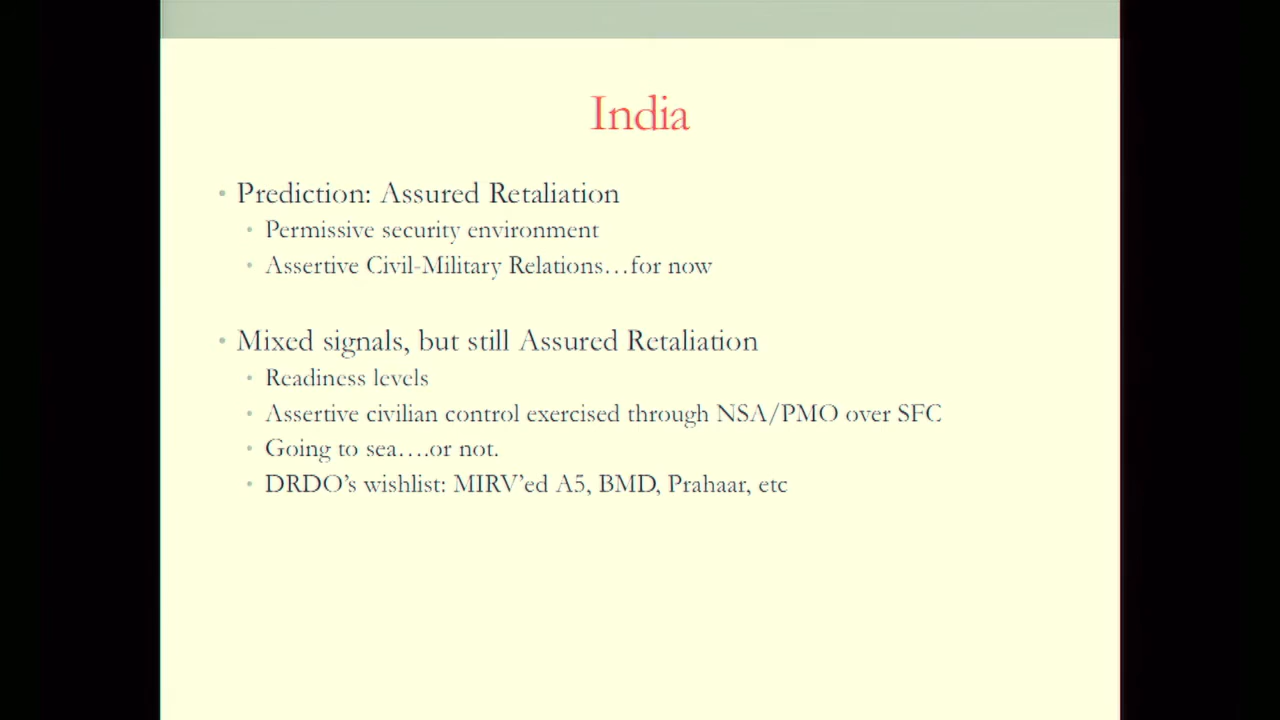 India
• Prediction: Assured Retaliation
• Permissive security environment
• Assertive Civil-Military Relations…for now
• Mixed signals, but still Assured Retaliation
• Readiness levels
• Assertive civilian control exercised through NSA/PMO over SFC
• Going to sea….or not.
• DRDO’s wishlist: MIRV’ed A5, BMD, Prahaar, etc